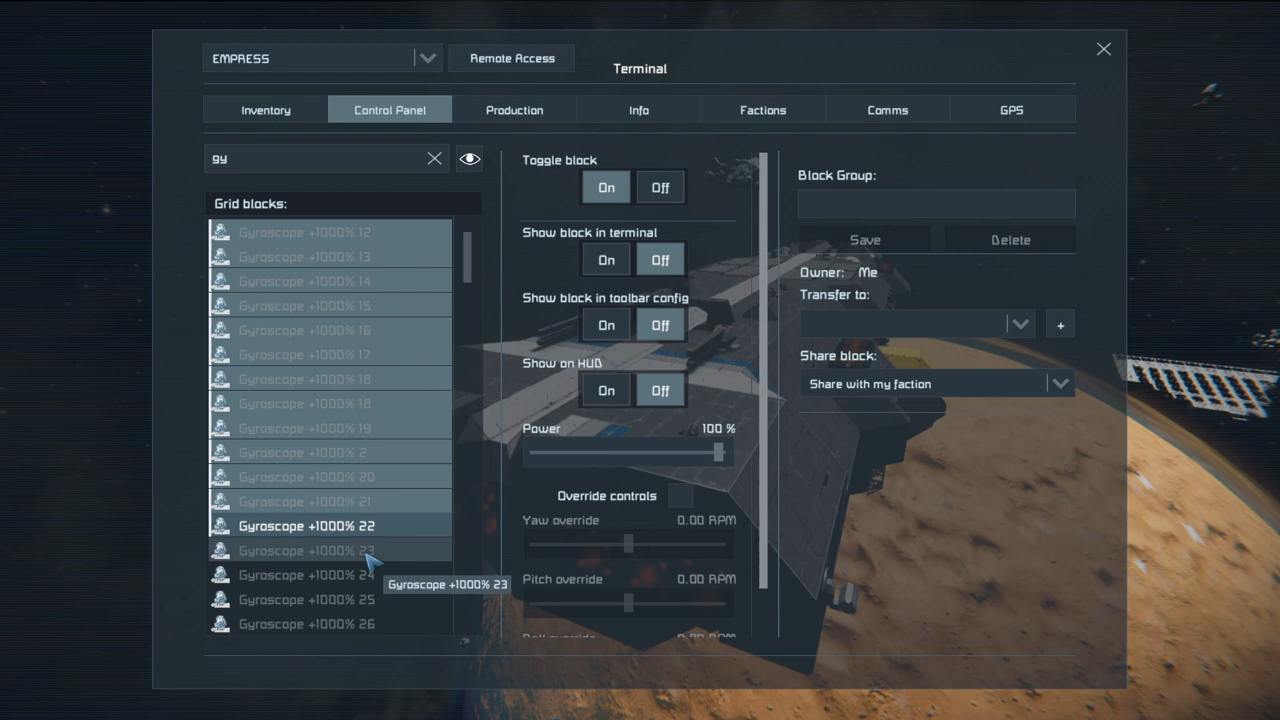 EMPRESS
Remote Access
Terminal
Inventory
Control Panel
Production
Info
Factions
Comms
GPS
gy
Grid blocks:
Gyroscope +1000% 12
Gyroscope +1000% 13
Gyroscope +1000% 14
Gyroscope +1000% 15
Gyroscope +1000% 16
Gyroscope +1000% 17
Gyroscope +1000% 18
Gyroscope +1000% 18
Gyroscope +1000% 19
Gyroscope +1000% 2
Gyroscope +1000% 20
Gyroscope +1000% 21
Gyroscope +1000% 22
Gyroscope +1000% 23
Gyroscope +1000% 24
Gyroscope +1000% 25
Gyroscope +1000% 26
Gyroscope +1000% 23
Toggle block
On Off
Show block in terminal
On Off
Show block in toolbar config
On Off
Show on HUD
On Off
Power 100 %
Override controls
Yaw override 0.00 RPM
Pitch override 0.00 RPM
Block Group:
Save
Delete
Owner: Me
Transfer to:
+
Share block:
Share with my faction